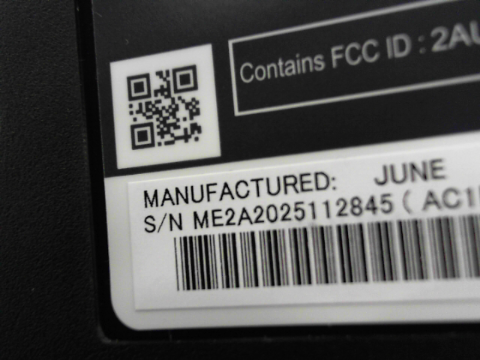 Contains FCC ID : 2AU
MANUFACTURED: JUNE
S/N ME2A2025112845 ( AC1